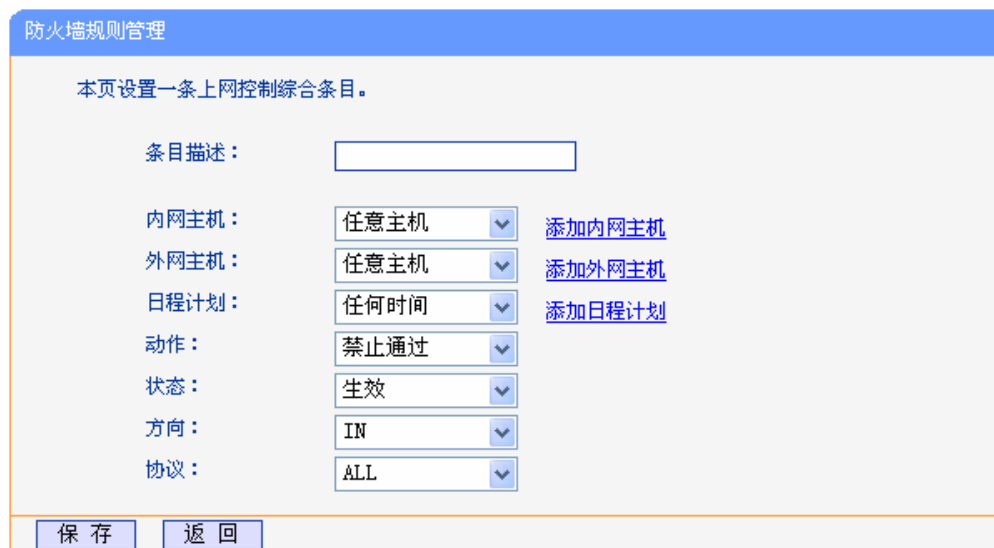 防火墙规则管理
本页设置一条上网控制综合条目。
条目描述：
内网主机： 任意主机 添加内网主机
外网主机： 任意主机 添加外网主机
日程计划： 任何时间 添加日程计划
动作： 禁止通过
状态： 生效
方向： IN
协议： ALL
保 存 返 回